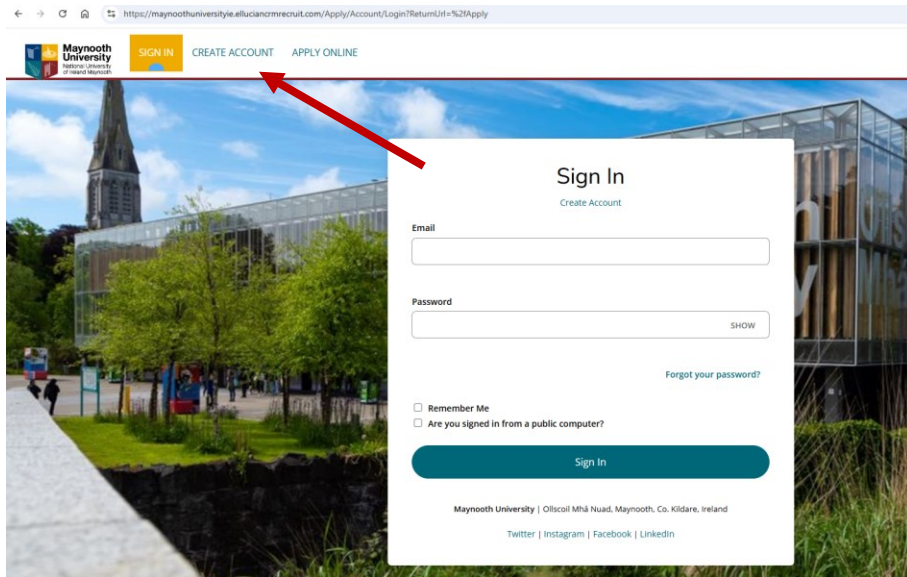 https://maynoothuniversityie.elluciancrmrecruit.com/Apply/Account/Login?ReturnUrl=%2fApply
Maynooth
University
National University
of Ireland Maynooth
SIGN IN CREATE ACCOUNT APPLY ONLINE
Sign In
Create Account
Email
Password
SHOW
Forgot your password?
Remember Me
Are you signed in from a public computer?
Sign In
Maynooth University | Ollscoil Mhá Nuad, Maynooth, Co. Kildare, Ireland
Twitter | Instagram | Facebook | LinkedIn